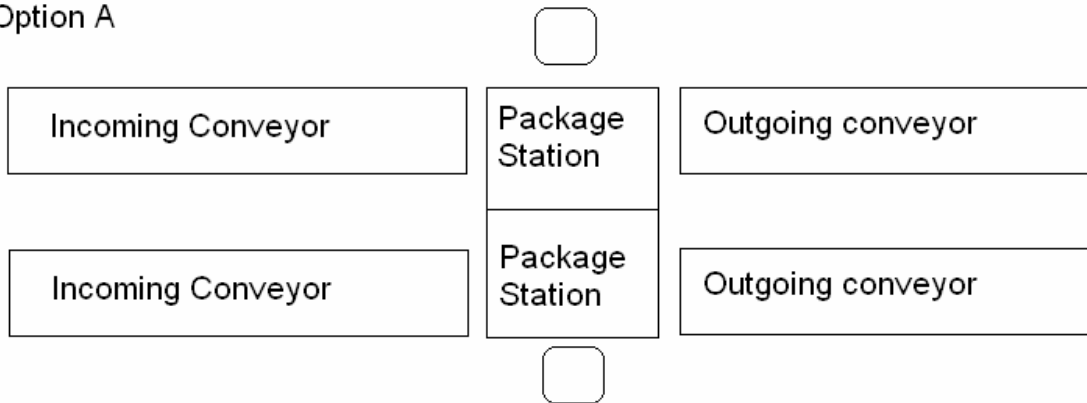 Option A
Incoming Conveyor
Package
Station
Outgoing conveyor
Incoming Conveyor
Package
Station
Outgoing conveyor